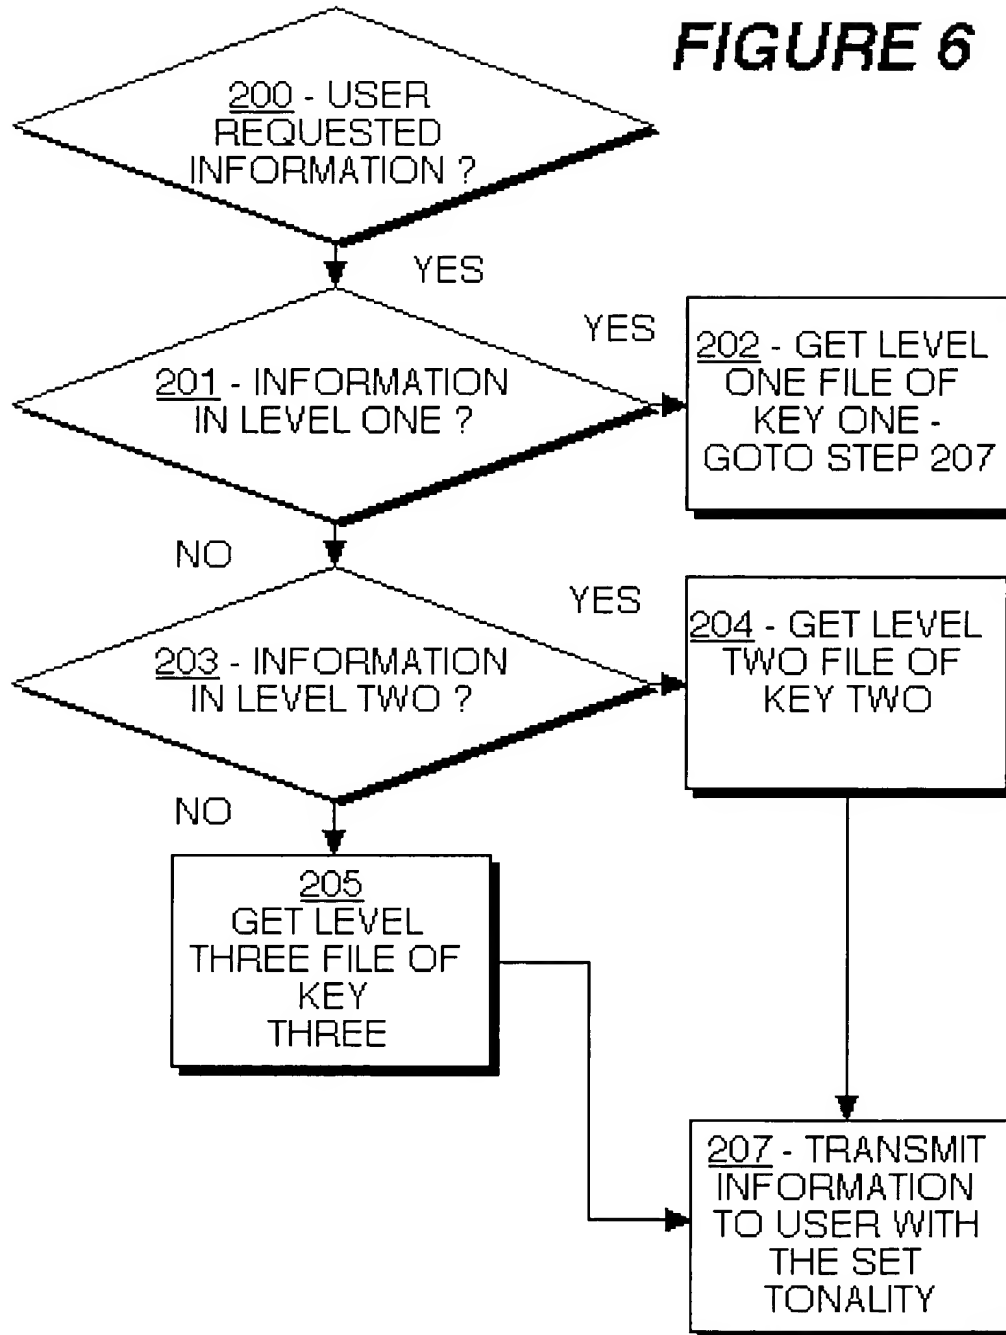 FIGURE 6
200 - USER
REQUESTED
INFORMATION ?
YES
201 - INFORMATION
IN LEVEL ONE ?
YES
202 - GET LEVEL
ONE FILE OF
KEY ONE -
GOTO STEP 207
NO
203 - INFORMATION
IN LEVEL TWO ?
YES
204 - GET LEVEL
TWO FILE OF
KEY TWO
NO
205
GET LEVEL
THREE FILE OF
KEY
THREE
207 - TRANSMIT
INFORMATION
TO USER WITH
THE SET
TONALITY